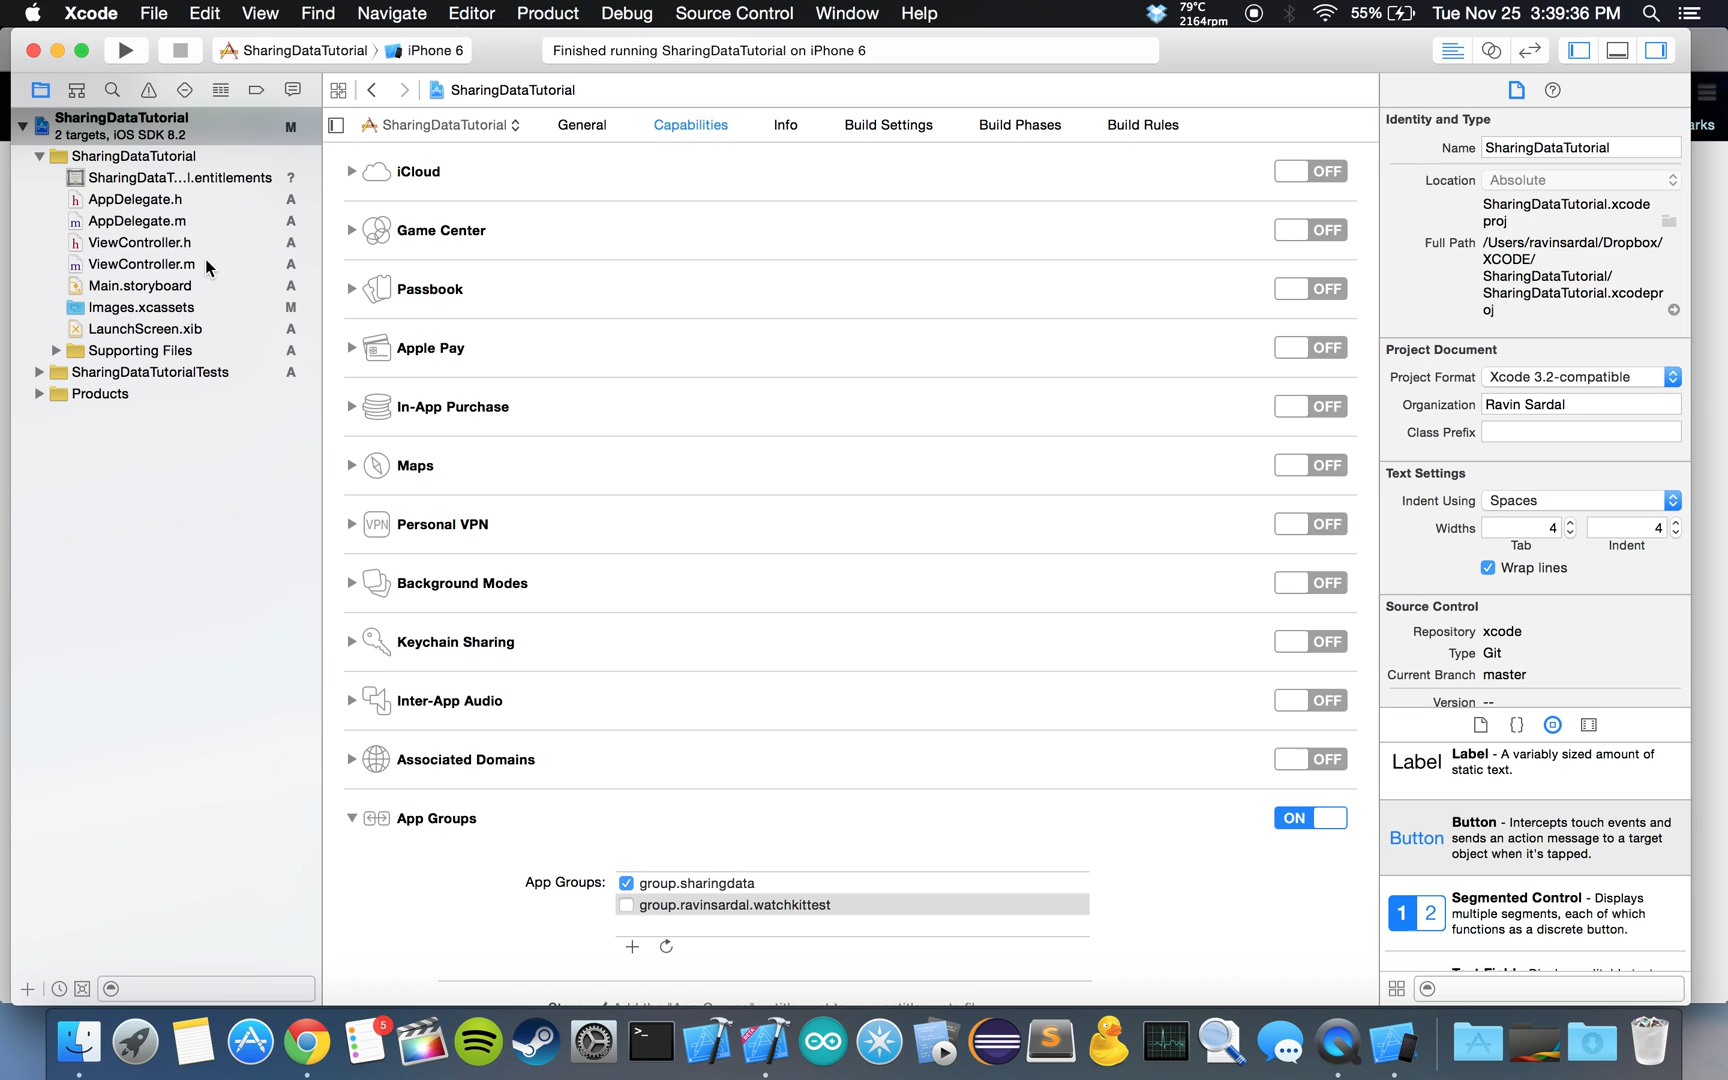 Xcode File Edit View Find Navigate Editor Product Debug Source Control Window Help 79°C 2164rpm 55% Tue Nov 25 3:39:36 PM
SharingDataTutorial iPhone 6
Finished running SharingDataTutorial on iPhone 6
SharingDataTutorial
2 targets, iOS SDK 8.2 M
SharingDataTutorial
SharingDataT...l.entitlements ?
h AppDelegate.h A
m AppDelegate.m A
h ViewController.h A
m ViewController.m A
Main.storyboard A
Images.xcassets M
LaunchScreen.xib A
Supporting Files A
SharingDataTutorialTests A
Products
SharingDataTutorial
SharingDataTutorial General Capabilities Info Build Settings Build Phases Build Rules
iCloud OFF
Game Center OFF
Passbook OFF
Apple Pay OFF
In-App Purchase OFF
Maps OFF
VPN Personal VPN OFF
Background Modes OFF
Keychain Sharing OFF
Inter-App Audio OFF
Associated Domains OFF
App Groups ON
App Groups: group.sharingdata
group.ravinsardal.watchkittest
Identity and Type
Name SharingDataTutorial
Location Absolute
SharingDataTutorial.xcode
proj
Full Path /Users/ravinsardal/Dropbox/
XCODE/
SharingDataTutorial/
SharingDataTutorial.xcodepr
oj
Project Document
Project Format Xcode 3.2-compatible
Organization Ravin Sardal
Class Prefix
Text Settings
Indent Using Spaces
Widths 4 4
Tab Indent
Wrap lines
Source Control
Repository xcode
Type Git
Current Branch master
Version --
Label Label - A variably sized amount of
static text.
Button Button - Intercepts touch events and
sends an action message to a target
object when it's tapped.
1 2 Segmented Control - Displays
multiple segments, each of which
functions as a discrete button.
arks
5